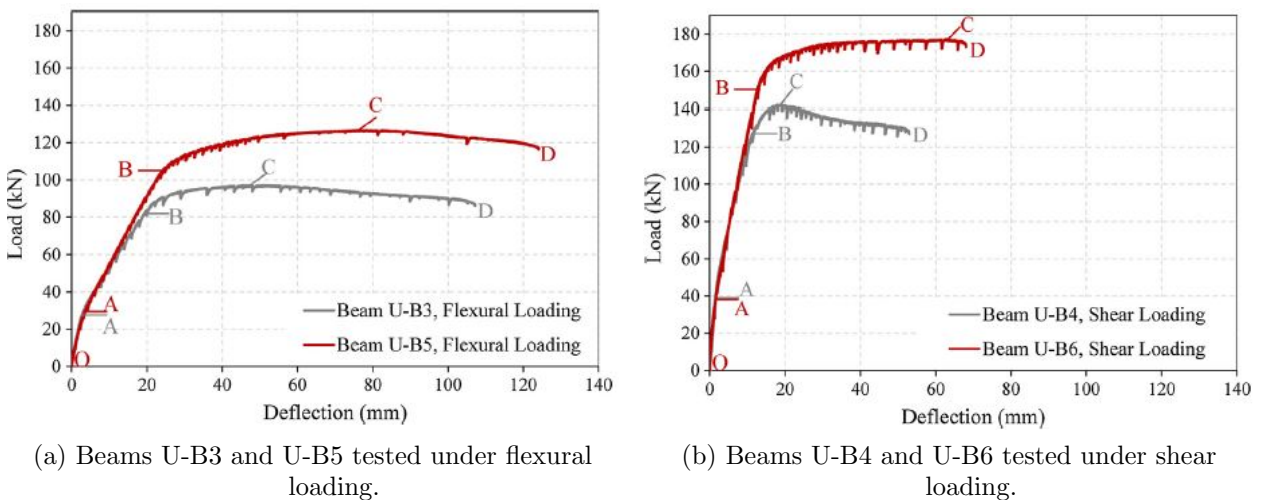 180
160
140
120
100
80
60
40
20
0
Load (kN)
0 20 40 60 80 100 120 140
Deflection (mm)
O
A
A
B
B
C
C
D
D
Beam U-B3, Flexural Loading
Beam U-B5, Flexural Loading
180
160
140
120
100
80
60
40
20
0
Load (kN)
0 20 40 60 80 100 120 140
Deflection (mm)
O
A
A
B
B
C
C
D
D
Beam U-B4, Shear Loading
Beam U-B6, Shear Loading
(a) Beams U-B3 and U-B5 tested under flexural
loading.
(b) Beams U-B4 and U-B6 tested under shear
loading.